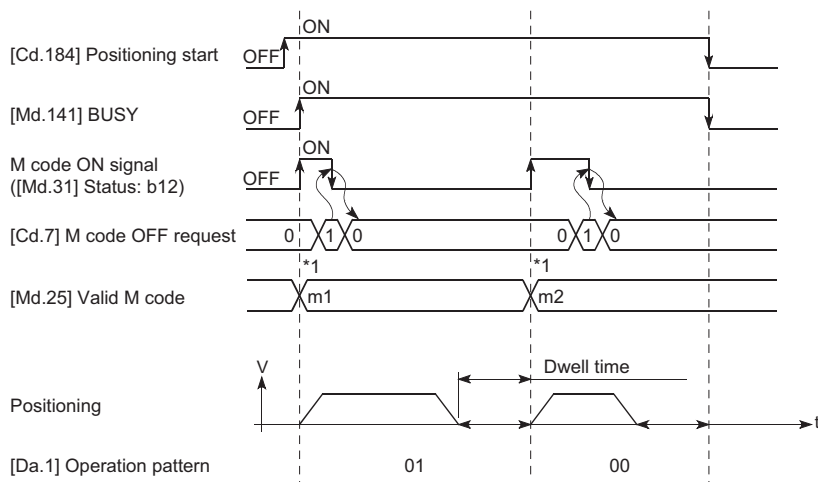 ON
[Cd.184] Positioning start
OFF
ON
[Md.141] BUSY
OFF
ON
M code ON signal
([Md.31] Status: b12)
OFF
[Cd.7] M code OFF request
0 1 0 0 1 0
*1 *1
[Md.25] Valid M code
m1 m2
V
Dwell time
Positioning
t
[Da.1] Operation pattern
01 00